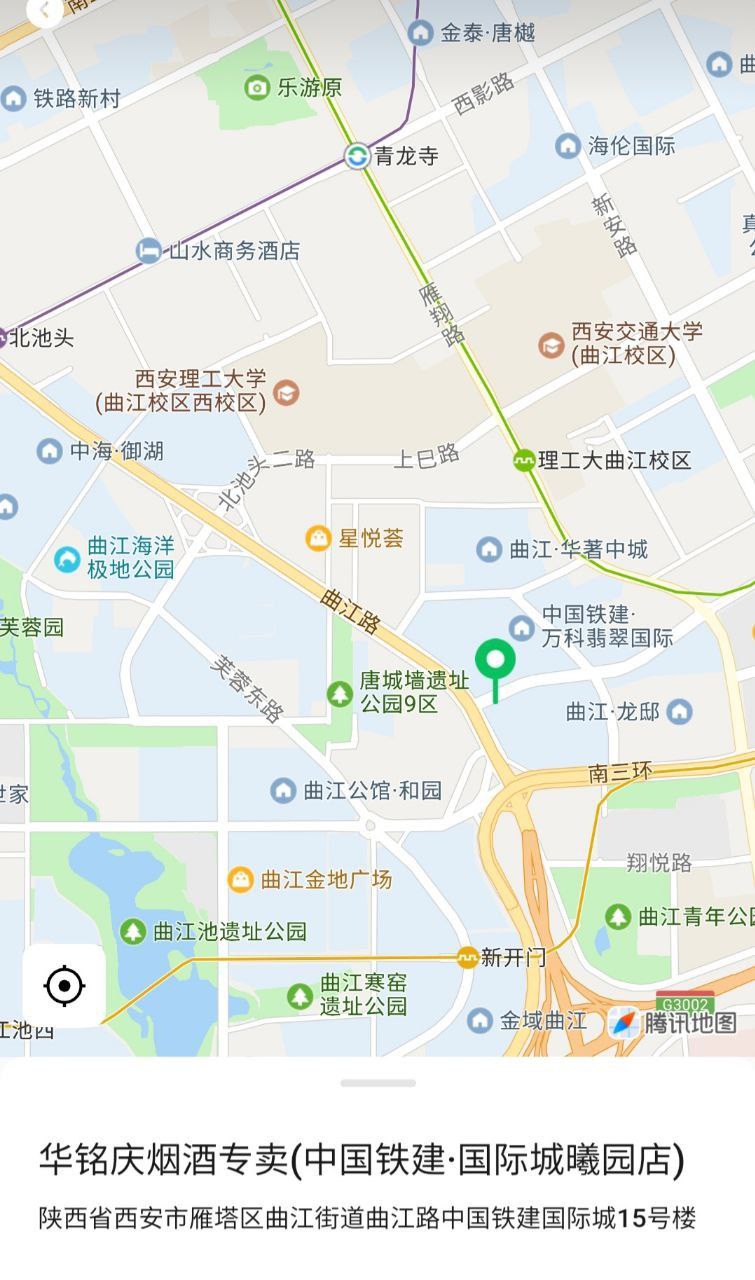 南
金泰·唐樾
曲
铁路新村
乐游原
西影路
青龙寺
海伦国际
新安路
真
山水商务酒店
雁翔路
北池头
西安交通大学
(曲江校区)
西安理工大学
(曲江校区西校区)
中海·御湖
北池头二路
上巳路
理工大曲江校区
曲江海洋
极地公园
星悦荟
曲江·华著中城
曲江路
中国铁建·
万科翡翠国际
芙蓉园
芙蓉东路
唐城墙遗址
公园9区
曲江·龙邸
南三环
世家
曲江公馆·和园
翔悦路
曲江金地广场
曲江池遗址公园
曲江青年公园
新开门
曲江寒窑
遗址公园
G3002
金域曲江
腾讯地图
江池西
华铭庆烟酒专卖(中国铁建·国际城曦园店)
陕西省西安市雁塔区曲江街道曲江路中国铁建国际城15号楼